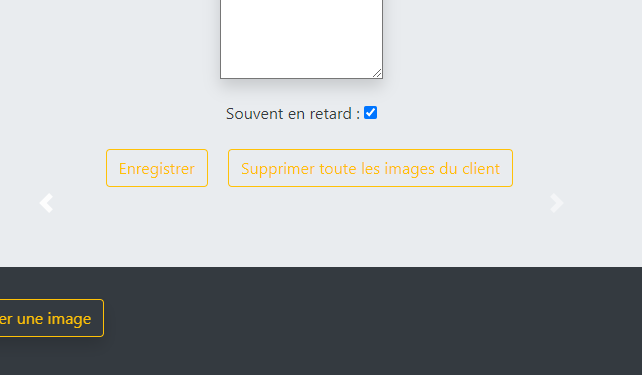 Souvent en retard :
Enregistrer Supprimer toute les images du client
er une image